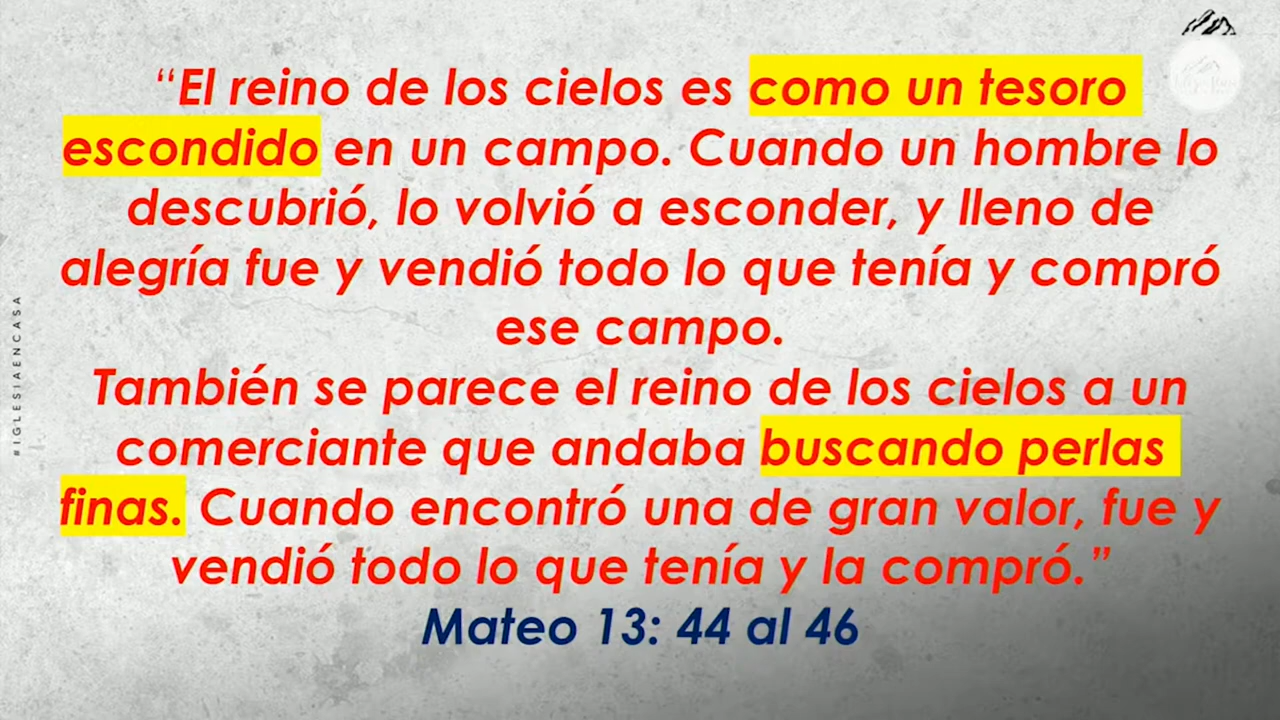 “El reino de los cielos es como un tesoro
escondido en un campo. Cuando un hombre lo
descubrió, lo volvió a esconder, y lleno de
alegría fue y vendió todo lo que tenía y compró
ese campo.
También se parece el reino de los cielos a un
comerciante que andaba buscando perlas
finas. Cuando encontró una de gran valor, fue y
vendió todo lo que tenía y la compró.”
Mateo 13: 44 al 46
#IGLESIAENCASA